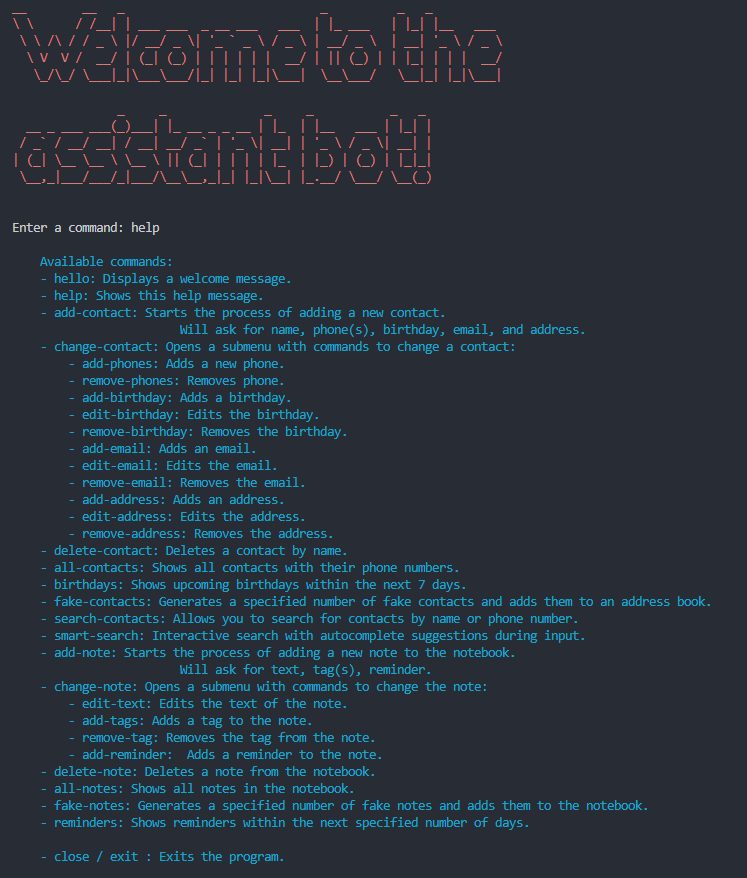 Welcome to the
assistant bot!
Enter a command: help
Available commands:
- hello: Displays a welcome message.
- help: Shows this help message.
- add-contact: Starts the process of adding a new contact.
Will ask for name, phone(s), birthday, email, and address.
- change-contact: Opens a submenu with commands to change a contact:
- add-phones: Adds a new phone.
- remove-phones: Removes phone.
- add-birthday: Adds a birthday.
- edit-birthday: Edits the birthday.
- remove-birthday: Removes the birthday.
- add-email: Adds an email.
- edit-email: Edits the email.
- remove-email: Removes the email.
- add-address: Adds an address.
- edit-address: Edits the address.
- remove-address: Removes the address.
- delete-contact: Deletes a contact by name.
- all-contacts: Shows all contacts with their phone numbers.
- birthdays: Shows upcoming birthdays within the next 7 days.
- fake-contacts: Generates a specified number of fake contacts and adds them to an address book.
- search-contacts: Allows you to search for contacts by name or phone number.
- smart-search: Interactive search with autocomplete suggestions during input.
- add-note: Starts the process of adding a new note to the notebook.
Will ask for text, tag(s), reminder.
- change-note: Opens a submenu with commands to change the note:
- edit-text: Edits the text of the note.
- add-tags: Adds a tag to the note.
- remove-tag: Removes the tag from the note.
- add-reminder:  Adds a reminder to the note.
- delete-note: Deletes a note from the notebook.
- all-notes: Shows all notes in the notebook.
- fake-notes: Generates a specified number of fake notes and adds them to the notebook.
- reminders: Shows reminders within the next specified number of days.
- close / exit : Exits the program.